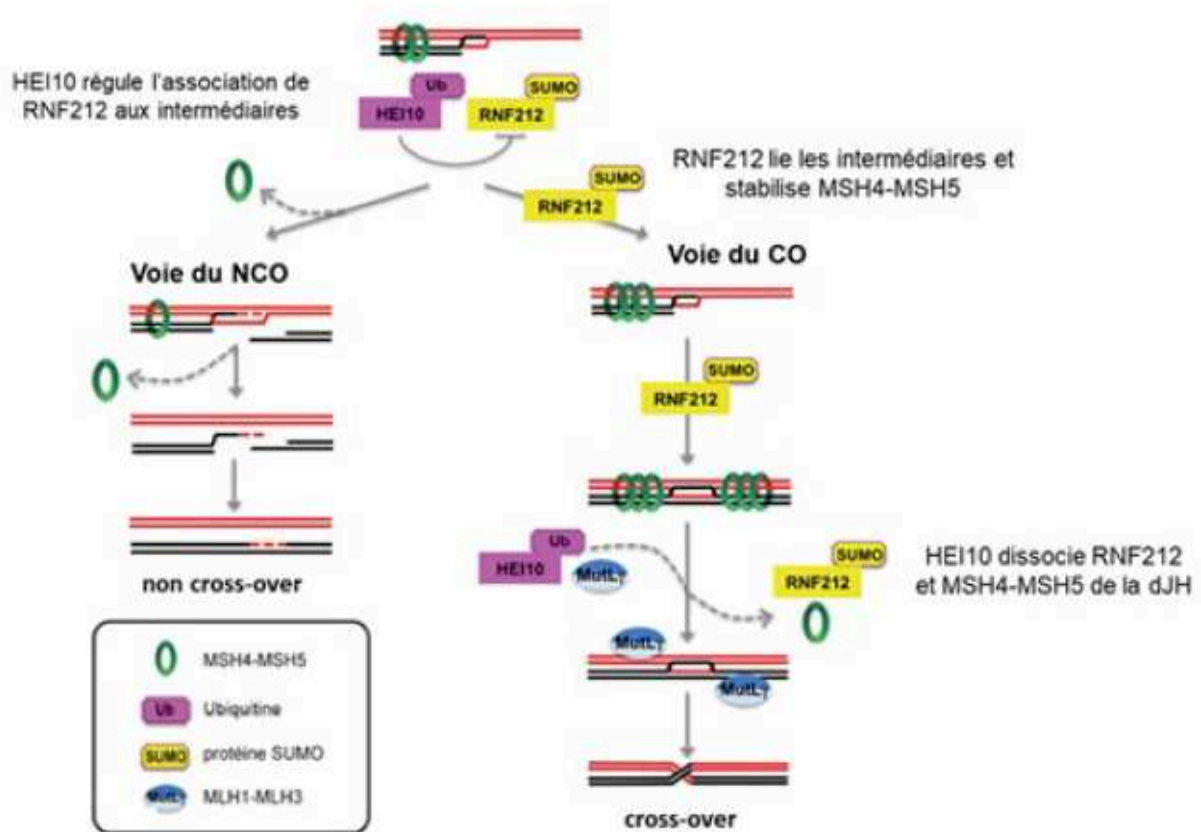 HEI10 régule l'association de
RNF212 aux intermédiaires
Ub
SUMO
HEI10
RNF212
RNF212 lie les intermédiaires et
stabilise MSH4-MSH5
SUMO
RNF212
Voie du NCO
Voie du CO
SUMO
RNF212
Ub
HEI10
MutLγ
SUMO
RNF212
HEI10 dissocie RNF212
et MSH4-MSH5 de la dJH
non cross-over
MutLγ
MutLγ
cross-over
MSH4-MSH5
Ub
Ubiquitine
SUMO
protéine SUMO
MutLγ
MLH1-MLH3